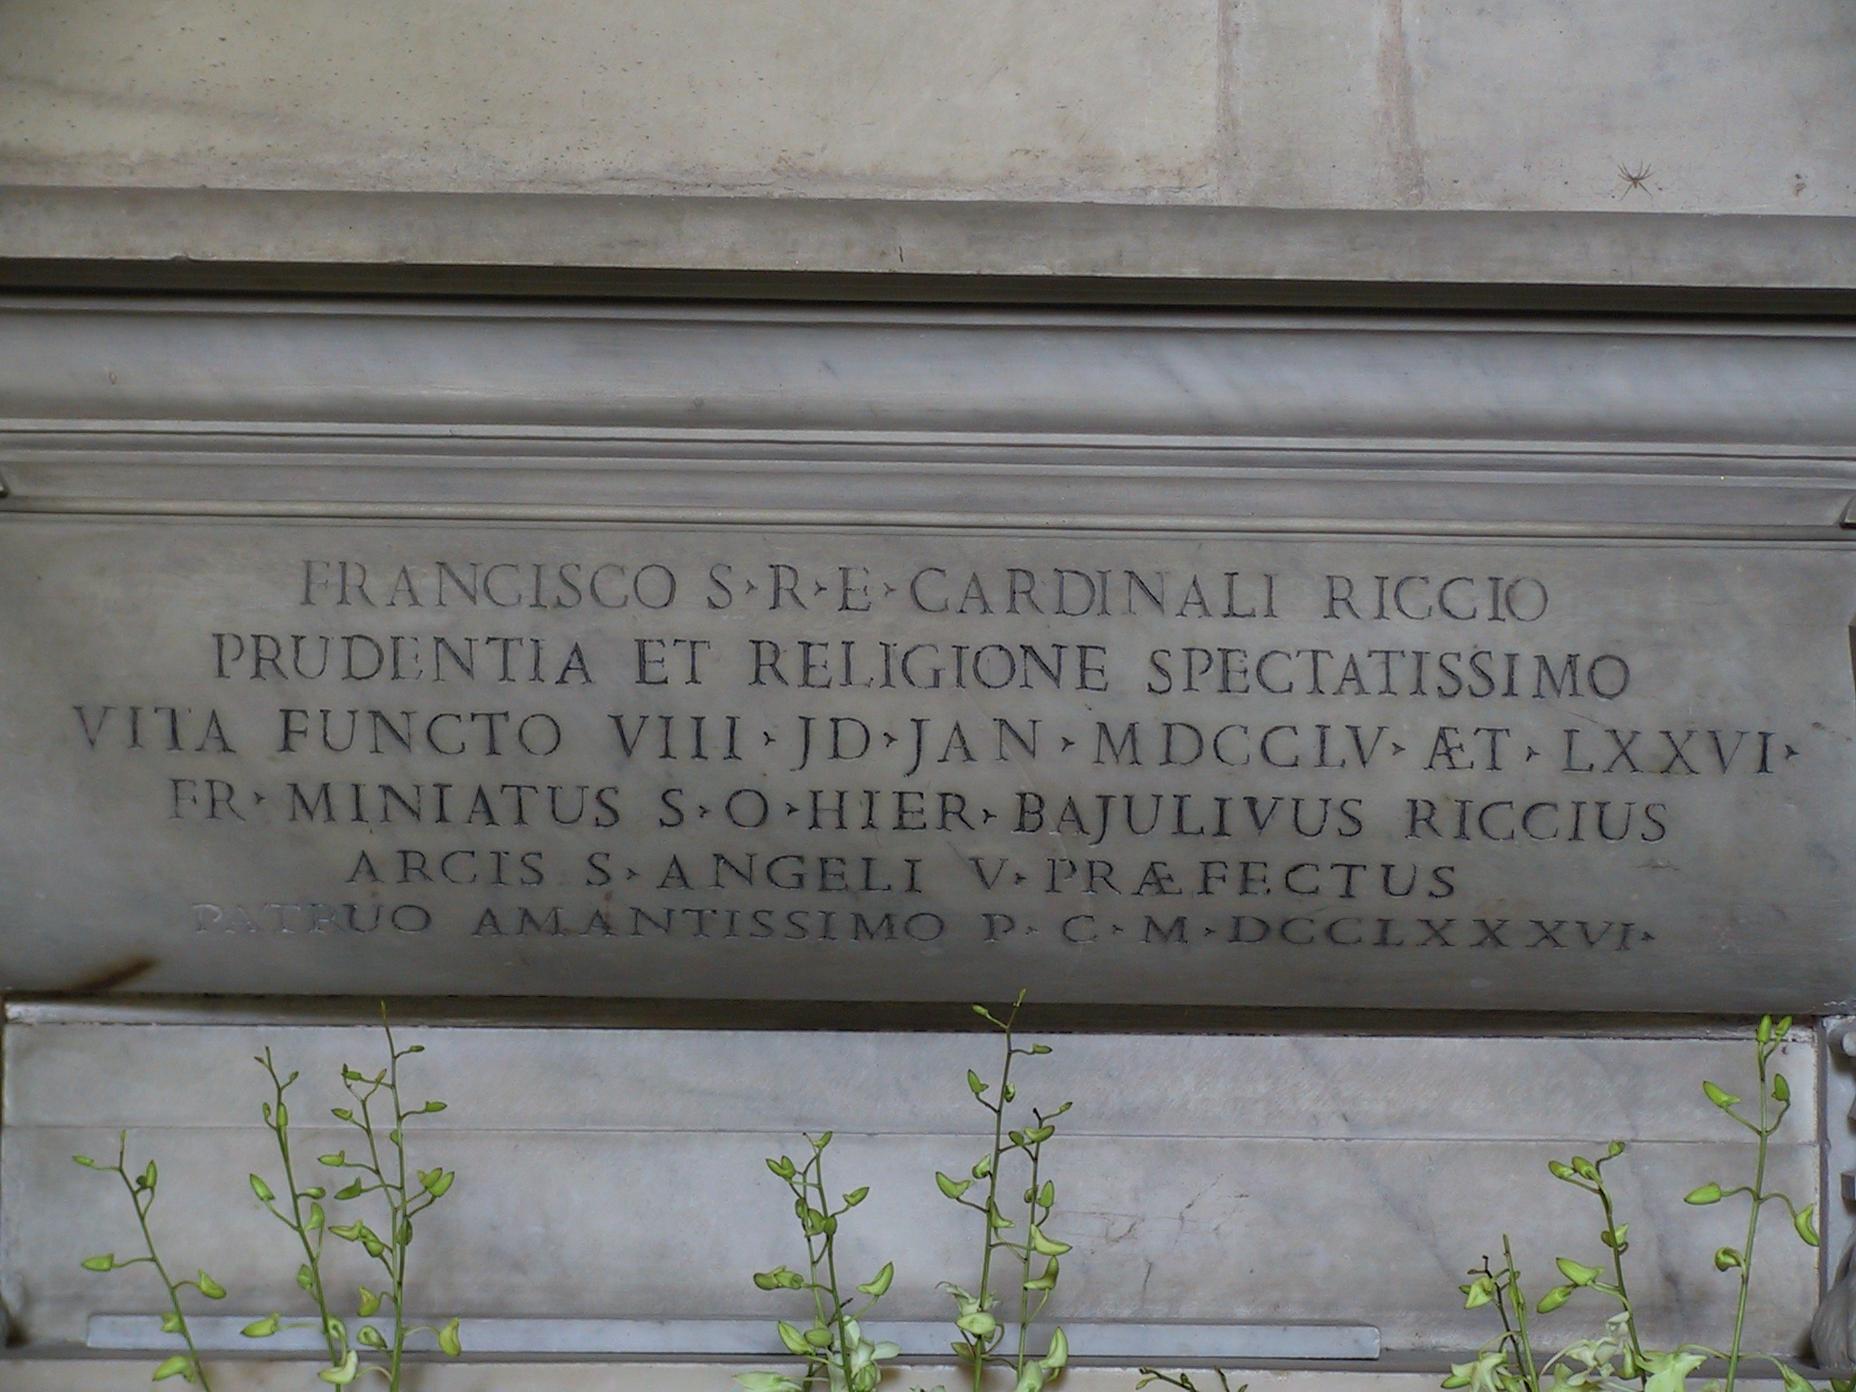 FRANCISCO S·R·E·CARDINALI RICCIO
PRUDENTIA ET RELIGIONE SPECTATISSIMO
VITA FUNCTO VIII·JD·JAN·MDCCLV·ÆT·LXXVI·
FR·MINIATUS S·O·HIER·BAJULIVUS RICCIUS
ARCIS S·ANGELI V·PRÆFECTUS
PATRUO AMANTISSIMO P·C·M·DCCLXXXVI·